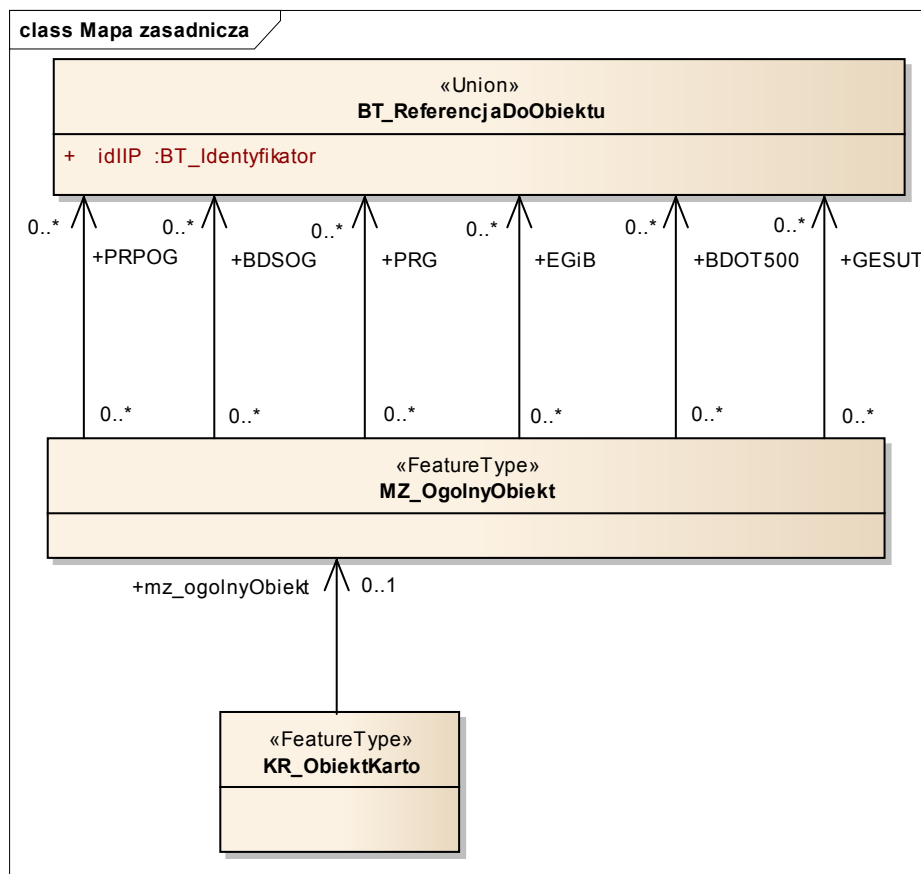 class Mapa zasadnicza
«Union»
BT_ReferencjaDoObiektu
+ idIIP :BT_Identyfikator
0..* 0..* 0..* 0..* 0..* 0..*
+PRPOG +BDSOG +PRG +EGiB +BDOT500 +GESUT
0..* 0..* 0..* 0..* 0..* 0..*
«FeatureType»
MZ_OgolnyObiekt
+mz_ogolnyObiekt 0..1
«FeatureType»
KR_ObiektKarto